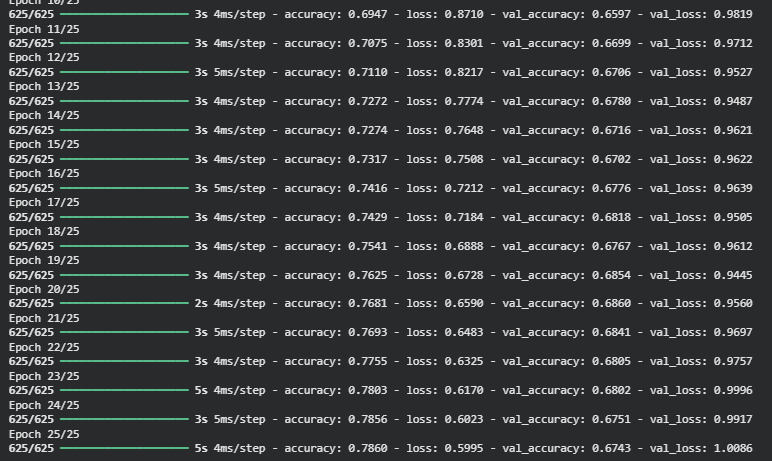 Epoch 10/25
625/625 ━━━━━━━━━━━━━━━━━━━━ 3s 4ms/step - accuracy: 0.6947 - loss: 0.8710 - val_accuracy: 0.6597 - val_loss: 0.9819
Epoch 11/25
625/625 ━━━━━━━━━━━━━━━━━━━━ 3s 4ms/step - accuracy: 0.7075 - loss: 0.8301 - val_accuracy: 0.6699 - val_loss: 0.9712
Epoch 12/25
625/625 ━━━━━━━━━━━━━━━━━━━━ 3s 5ms/step - accuracy: 0.7110 - loss: 0.8217 - val_accuracy: 0.6706 - val_loss: 0.9527
Epoch 13/25
625/625 ━━━━━━━━━━━━━━━━━━━━ 3s 4ms/step - accuracy: 0.7272 - loss: 0.7774 - val_accuracy: 0.6780 - val_loss: 0.9487
Epoch 14/25
625/625 ━━━━━━━━━━━━━━━━━━━━ 3s 4ms/step - accuracy: 0.7274 - loss: 0.7648 - val_accuracy: 0.6716 - val_loss: 0.9621
Epoch 15/25
625/625 ━━━━━━━━━━━━━━━━━━━━ 3s 4ms/step - accuracy: 0.7317 - loss: 0.7508 - val_accuracy: 0.6702 - val_loss: 0.9622
Epoch 16/25
625/625 ━━━━━━━━━━━━━━━━━━━━ 3s 5ms/step - accuracy: 0.7416 - loss: 0.7212 - val_accuracy: 0.6776 - val_loss: 0.9639
Epoch 17/25
625/625 ━━━━━━━━━━━━━━━━━━━━ 3s 4ms/step - accuracy: 0.7429 - loss: 0.7184 - val_accuracy: 0.6818 - val_loss: 0.9505
Epoch 18/25
625/625 ━━━━━━━━━━━━━━━━━━━━ 3s 4ms/step - accuracy: 0.7541 - loss: 0.6888 - val_accuracy: 0.6767 - val_loss: 0.9612
Epoch 19/25
625/625 ━━━━━━━━━━━━━━━━━━━━ 3s 4ms/step - accuracy: 0.7625 - loss: 0.6728 - val_accuracy: 0.6854 - val_loss: 0.9445
Epoch 20/25
625/625 ━━━━━━━━━━━━━━━━━━━━ 2s 4ms/step - accuracy: 0.7681 - loss: 0.6590 - val_accuracy: 0.6860 - val_loss: 0.9560
Epoch 21/25
625/625 ━━━━━━━━━━━━━━━━━━━━ 3s 5ms/step - accuracy: 0.7693 - loss: 0.6483 - val_accuracy: 0.6841 - val_loss: 0.9697
Epoch 22/25
625/625 ━━━━━━━━━━━━━━━━━━━━ 3s 4ms/step - accuracy: 0.7755 - loss: 0.6325 - val_accuracy: 0.6805 - val_loss: 0.9757
Epoch 23/25
625/625 ━━━━━━━━━━━━━━━━━━━━ 5s 4ms/step - accuracy: 0.7803 - loss: 0.6170 - val_accuracy: 0.6802 - val_loss: 0.9996
Epoch 24/25
625/625 ━━━━━━━━━━━━━━━━━━━━ 3s 5ms/step - accuracy: 0.7856 - loss: 0.6023 - val_accuracy: 0.6751 - val_loss: 0.9917
Epoch 25/25
625/625 ━━━━━━━━━━━━━━━━━━━━ 5s 4ms/step - accuracy: 0.7860 - loss: 0.5995 - val_accuracy: 0.6743 - val_loss: 1.0086